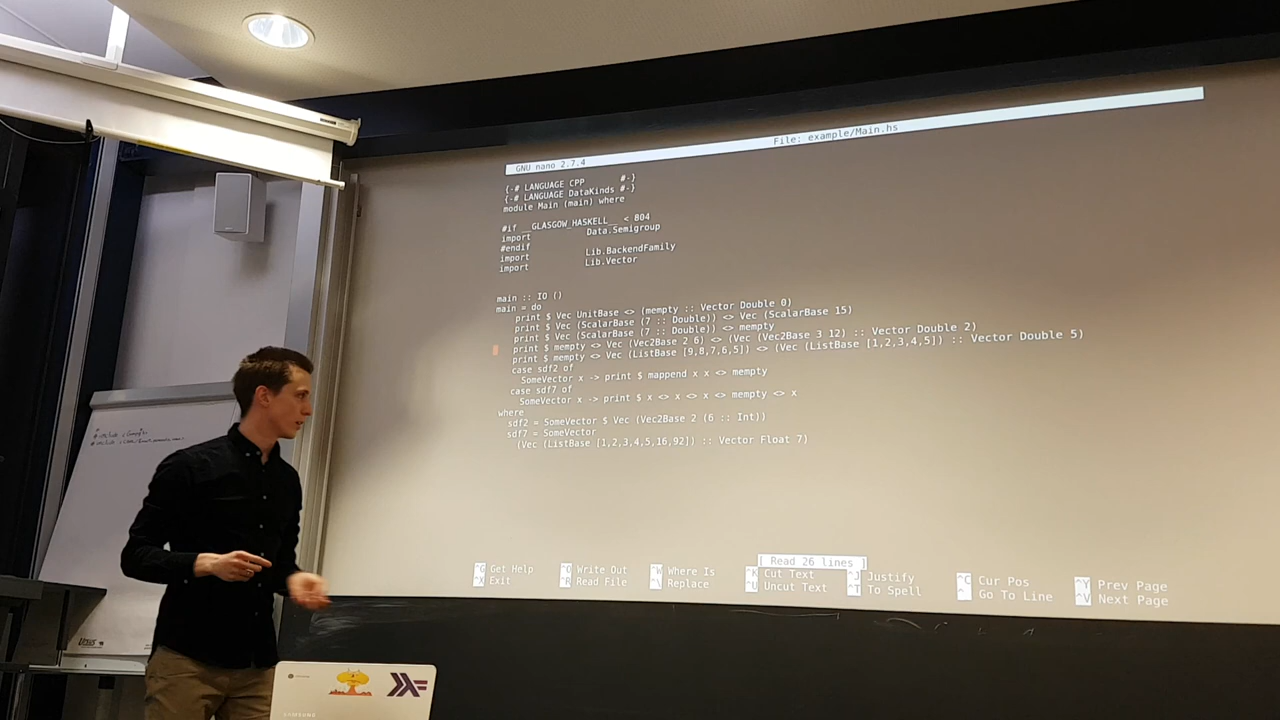 GNU nano 2.7.4 File: example/Main.hs
{-# LANGUAGE CPP #-}
{-# LANGUAGE DataKinds #-}
module Main (main) where
#if __GLASGOW_HASKELL__ < 804
import Data.Semigroup
#endif
import Lib.BackendFamily
import Lib.Vector
main :: IO ()
main = do
print $ Vec UnitBase <> (mempty :: Vector Double 0)
print $ Vec (ScalarBase (7 :: Double)) <> Vec (ScalarBase 15)
print $ Vec (ScalarBase (7 :: Double)) <> mempty
print $ mempty <> Vec (Vec2Base 2 6) <> (Vec (Vec2Base 3 12) :: Vector Double 2)
print $ mempty <> Vec (ListBase [9,8,7,6,5]) <> (Vec (ListBase [1,2,3,4,5]) :: Vector Double 5)
case sdf2 of
SomeVector x -> print $ mappend x x <> mempty
case sdf7 of
SomeVector x -> print $ x <> x <> x <> mempty <> x
where
sdf2 = SomeVector $ Vec (Vec2Base 2 (6 :: Int))
sdf7 = SomeVector
(Vec (ListBase [1,2,3,4,5,16,92]) :: Vector Float 7)
[ Read 26 lines ]
^G Get Help ^O Write Out ^W Where Is ^K Cut Text ^J Justify ^C Cur Pos ^Y Prev Page
^X Exit ^R Read File ^\ Replace ^U Uncut Text ^T To Spell ^_ Go To Line ^V Next Page
Ursus
SAMSUNG